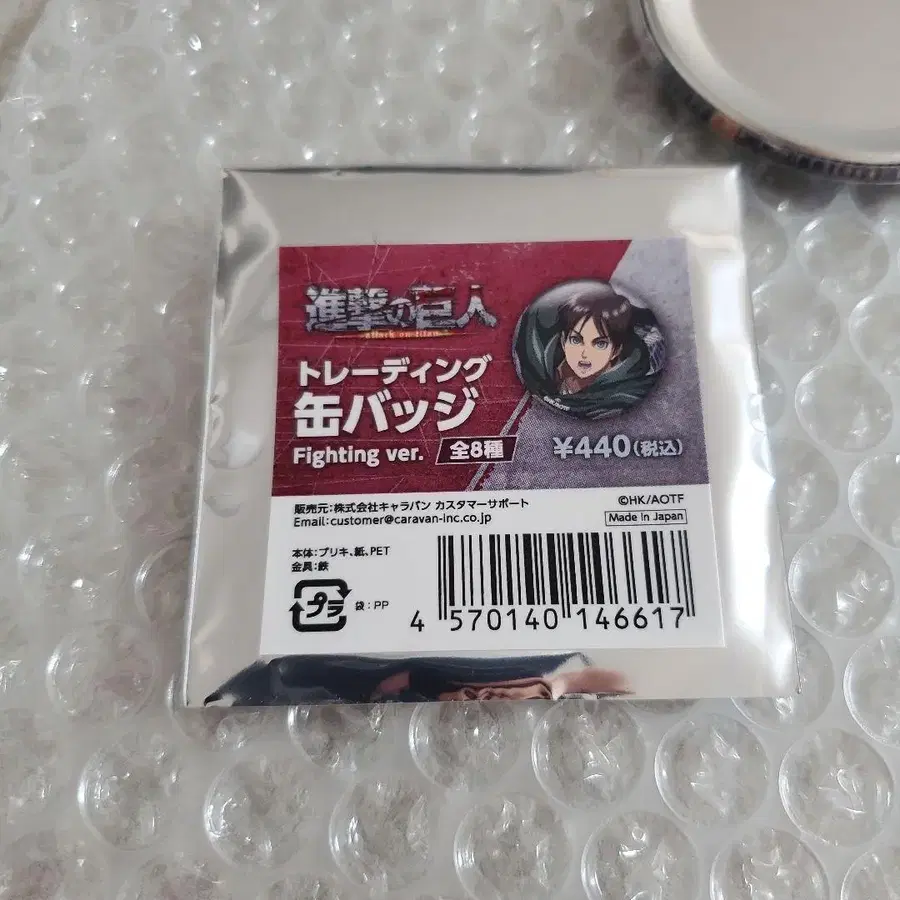 進撃の巨人
attack on titan
トレーディング
缶バッジ
Fighting ver. 全8種
¥440(税込)
©HK/AOTF
販売元:株式会社キャラバン カスタマーサポート
Email:customer@caravan-inc.co.jp
Made in Japan
本体:ブリキ、紙、PET
金具:鉄
プラ 袋:PP
4 570140 146617